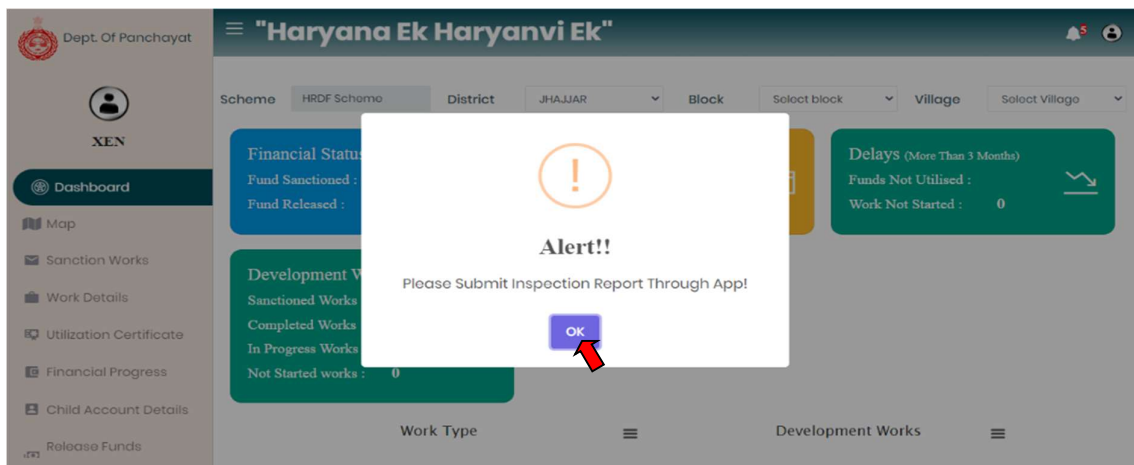 Dept. Of Panchayat
"Haryana Ek Haryanvi Ek"
5
XEN
Scheme HRDF Scheme District JHAJJAR Block Select block Village Select Village
Dashboard
Map
Sanction Works
Work Details
Utilization Certificate
Financial Progress
Child Account Details
Release Funds
Financial Status
Fund Sanctioned :
Fund Released :
Delays (More Than 3 Months)
Funds Not Utilised :
Work Not Started : 0
Development W
Sanctioned Works
Completed Works
In Progress Works
Not Started works : 0
!
Alert!!
Please Submit Inspection Report Through App!
OK
Work Type
Development Works